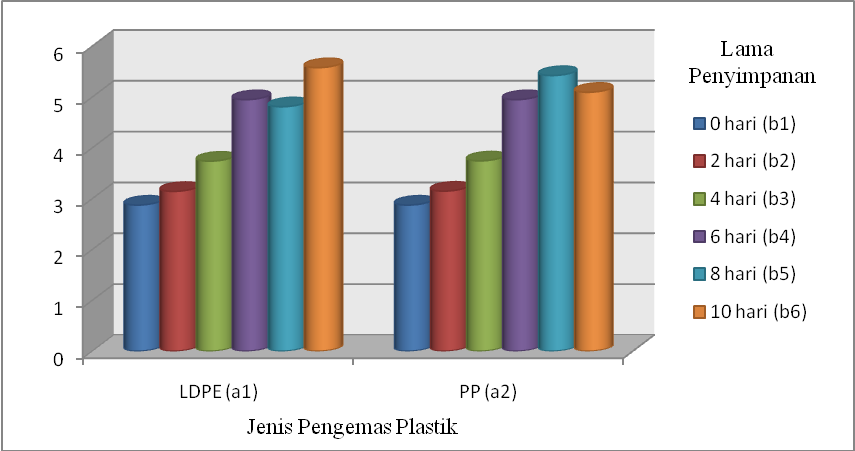 6
5
4
3
2
1
0
LDPE (a1)
PP (a2)
Jenis Pengemas Plastik
Lama
Penyimpanan
0 hari (b1)
2 hari (b2)
4 hari (b3)
6 hari (b4)
8 hari (b5)
10 hari (b6)